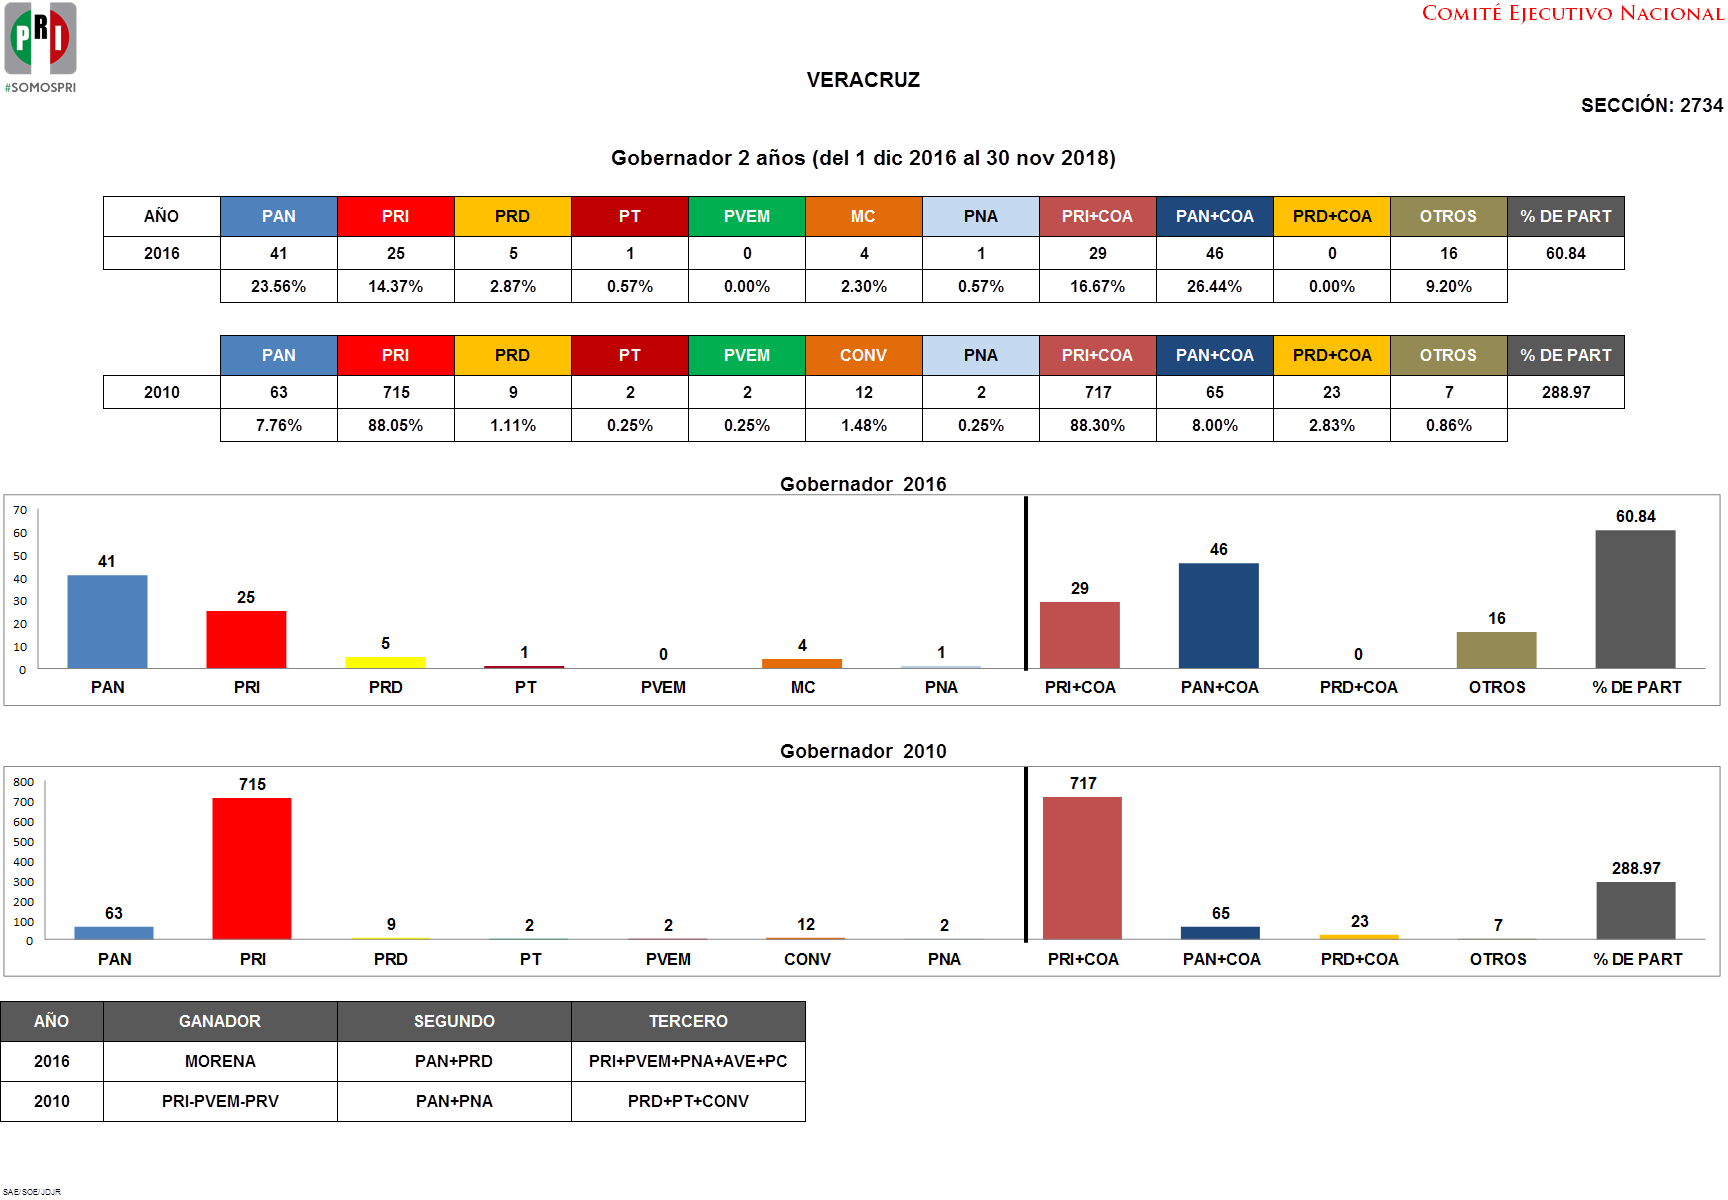 PRI
#SOMOSPRI
COMITÉ EJECUTIVO NACIONAL
VERACRUZ
SECCIÓN: 2734
Gobernador 2 años (del 1 dic 2016 al 30 nov 2018)
AÑO PAN PRI PRD PT PVEM MC PNA PRI+COA PAN+COA PRD+COA OTROS % DE PART
2016 41 25 5 1 0 4 1 29 46 0 16 60.84
23.56% 14.37% 2.87% 0.57% 0.00% 2.30% 0.57% 16.67% 26.44% 0.00% 9.20%
PAN PRI PRD PT PVEM CONV PNA PRI+COA PAN+COA PRD+COA OTROS % DE PART
2010 63 715 9 2 2 12 2 717 65 23 7 288.97
7.76% 88.05% 1.11% 0.25% 0.25% 1.48% 0.25% 88.30% 8.00% 2.83% 0.86%
Gobernador 2016
70
60
50
40
30
20
10
0
41 25 5 1 0 4 1 29 46 0 16 60.84
PAN PRI PRD PT PVEM MC PNA PRI+COA PAN+COA PRD+COA OTROS % DE PART
Gobernador 2010
800
700
600
500
400
300
200
100
0
63 715 9 2 2 12 2 717 65 23 7 288.97
PAN PRI PRD PT PVEM CONV PNA PRI+COA PAN+COA PRD+COA OTROS % DE PART
AÑO GANADOR SEGUNDO TERCERO
2016 MORENA PAN+PRD PRI+PVEM+PNA+AVE+PC
2010 PRI-PVEM-PRV PAN+PNA PRD+PT+CONV
SAE/SOE/JDJR